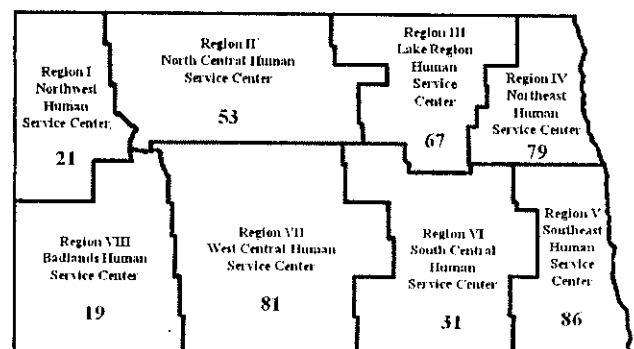 Region I
Northwest
Human
Service Center
21
Region II
North Central Human
Service Center
53
Region III
Lake Region
Human
Service
Center
67
Region IV
Northeast
Human
Service Center
79
Region VIII
Badlands Human
Service Center
19
Region VII
West Central Human
Service Center
81
Region VI
South Central
Human
Service Center
31
Region V
Southeast
Human
Service
Center
86